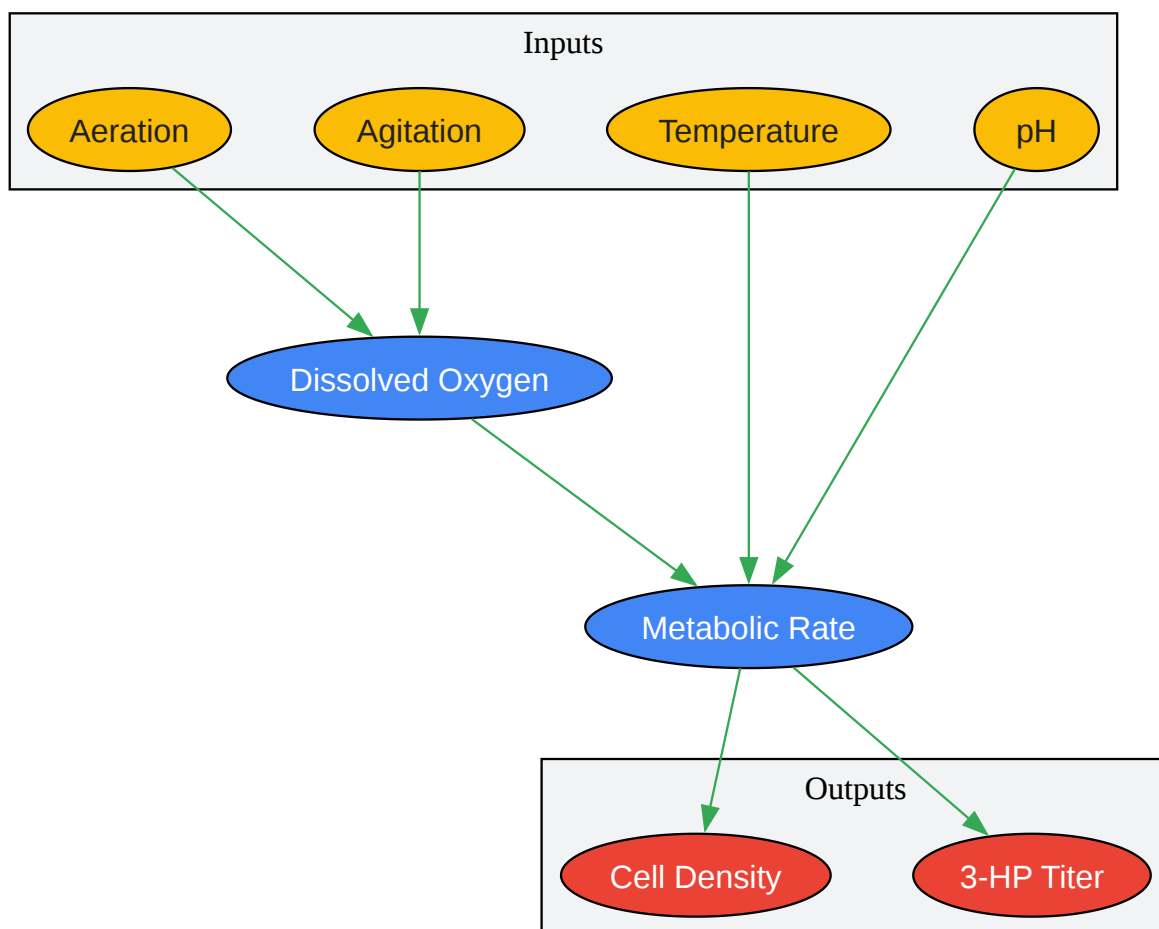 Inputs
Aeration
Agitation
Temperature
pH
Dissolved Oxygen
Metabolic Rate
Outputs
Cell Density
3-HP Titer